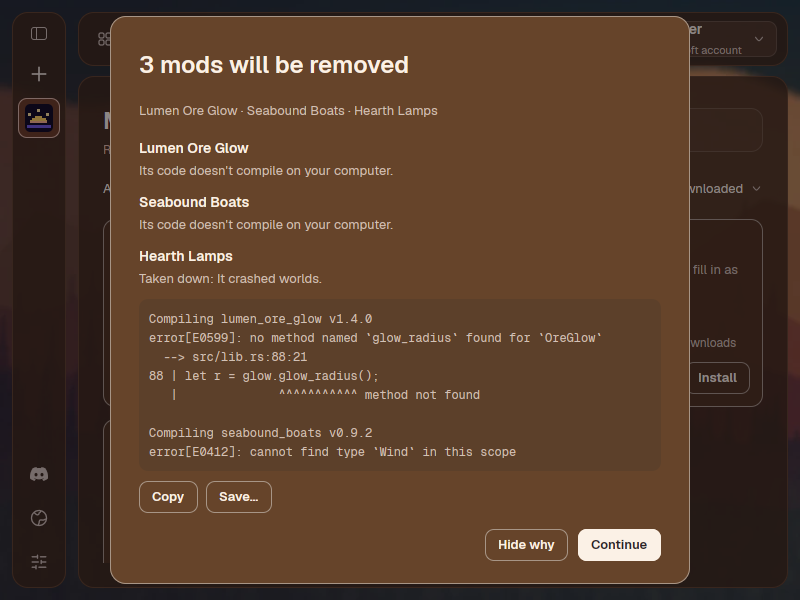 3 mods will be removed
Lumen Ore Glow · Seabound Boats · Hearth Lamps
Lumen Ore Glow
Its code doesn't compile on your computer.
Seabound Boats
Its code doesn't compile on your computer.
Hearth Lamps
Taken down: It crashed worlds.
Compiling lumen_ore_glow v1.4.0
error[E0599]: no method named `glow_radius` found for `OreGlow`
--> src/lib.rs:88:21
88 | let r = glow.glow_radius();
| ^^^^^^^^^^^ method not found
Compiling seabound_boats v0.9.2
error[E0412]: cannot find type `Wind` in this scope
Copy Save...
Hide why Continue
fill in as
Install